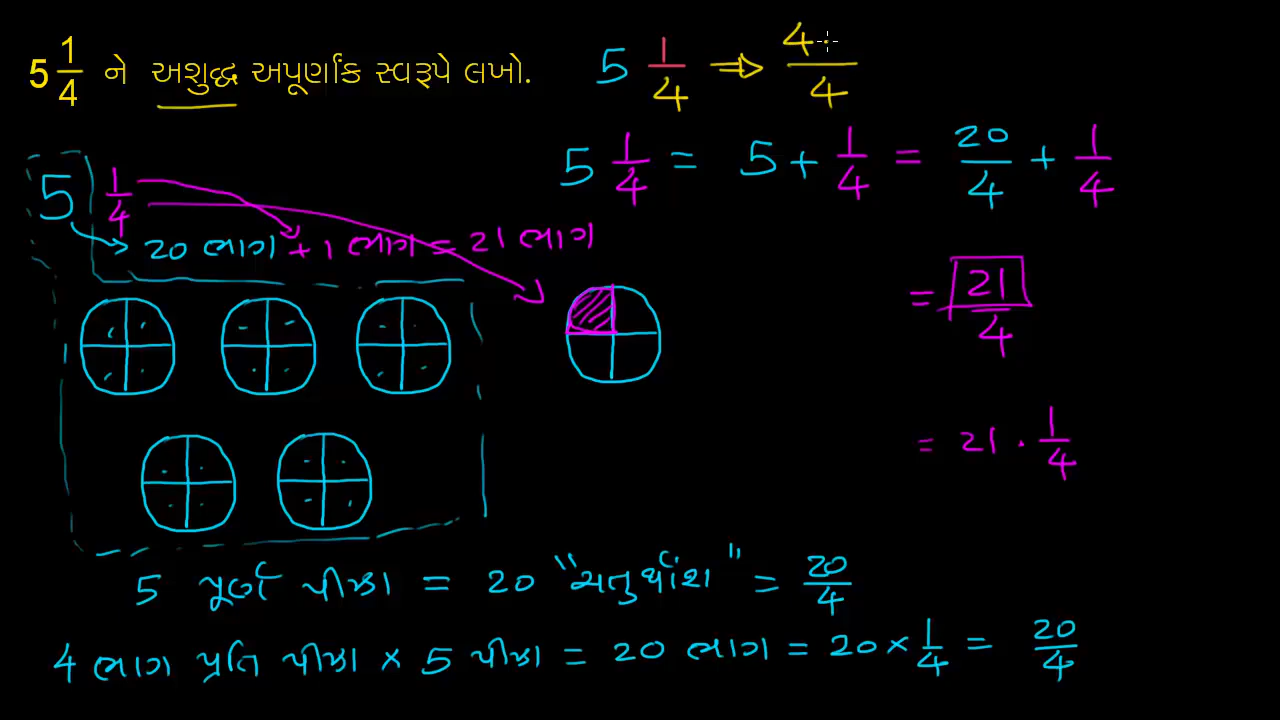 5 1/4 ને અશુદ્ધ અપૂર્ણાંક સ્વરૂપે લખો.
5 1/4 ⇒ 4·/4
5 1/4 = 5 + 1/4 = 20/4 + 1/4
= 21/4
= 21 · 1/4
5 1/4
20 ભાગ + 1 ભાગ = 21 ભાગ
5 પૂર્ણ પીઝા = 20 "ચતુર્થાંશ" = 20/4
4 ભાગ પ્રતિ પીઝા × 5 પીઝા = 20 ભાગ = 20 × 1/4 = 20/4